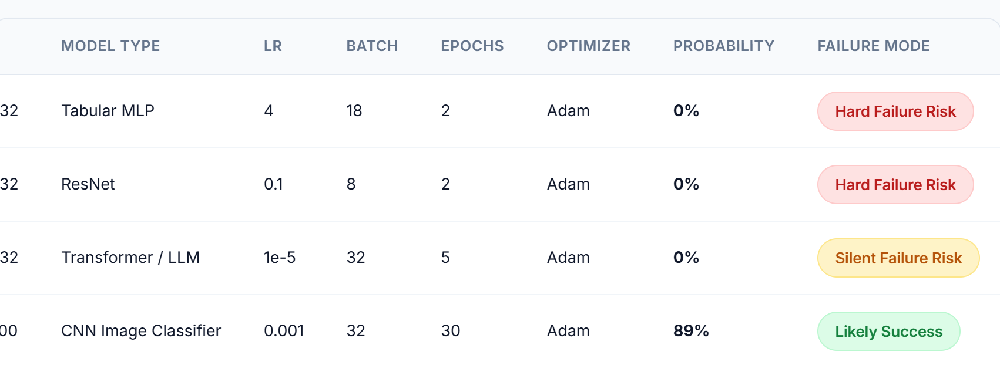 MODEL TYPE LR BATCH EPOCHS OPTIMIZER PROBABILITY FAILURE MODE
32 Tabular MLP 4 18 2 Adam 0% Hard Failure Risk
32 ResNet 0.1 8 2 Adam 0% Hard Failure Risk
32 Transformer / LLM 1e-5 32 5 Adam 0% Silent Failure Risk
00 CNN Image Classifier 0.001 32 30 Adam 89% Likely Success